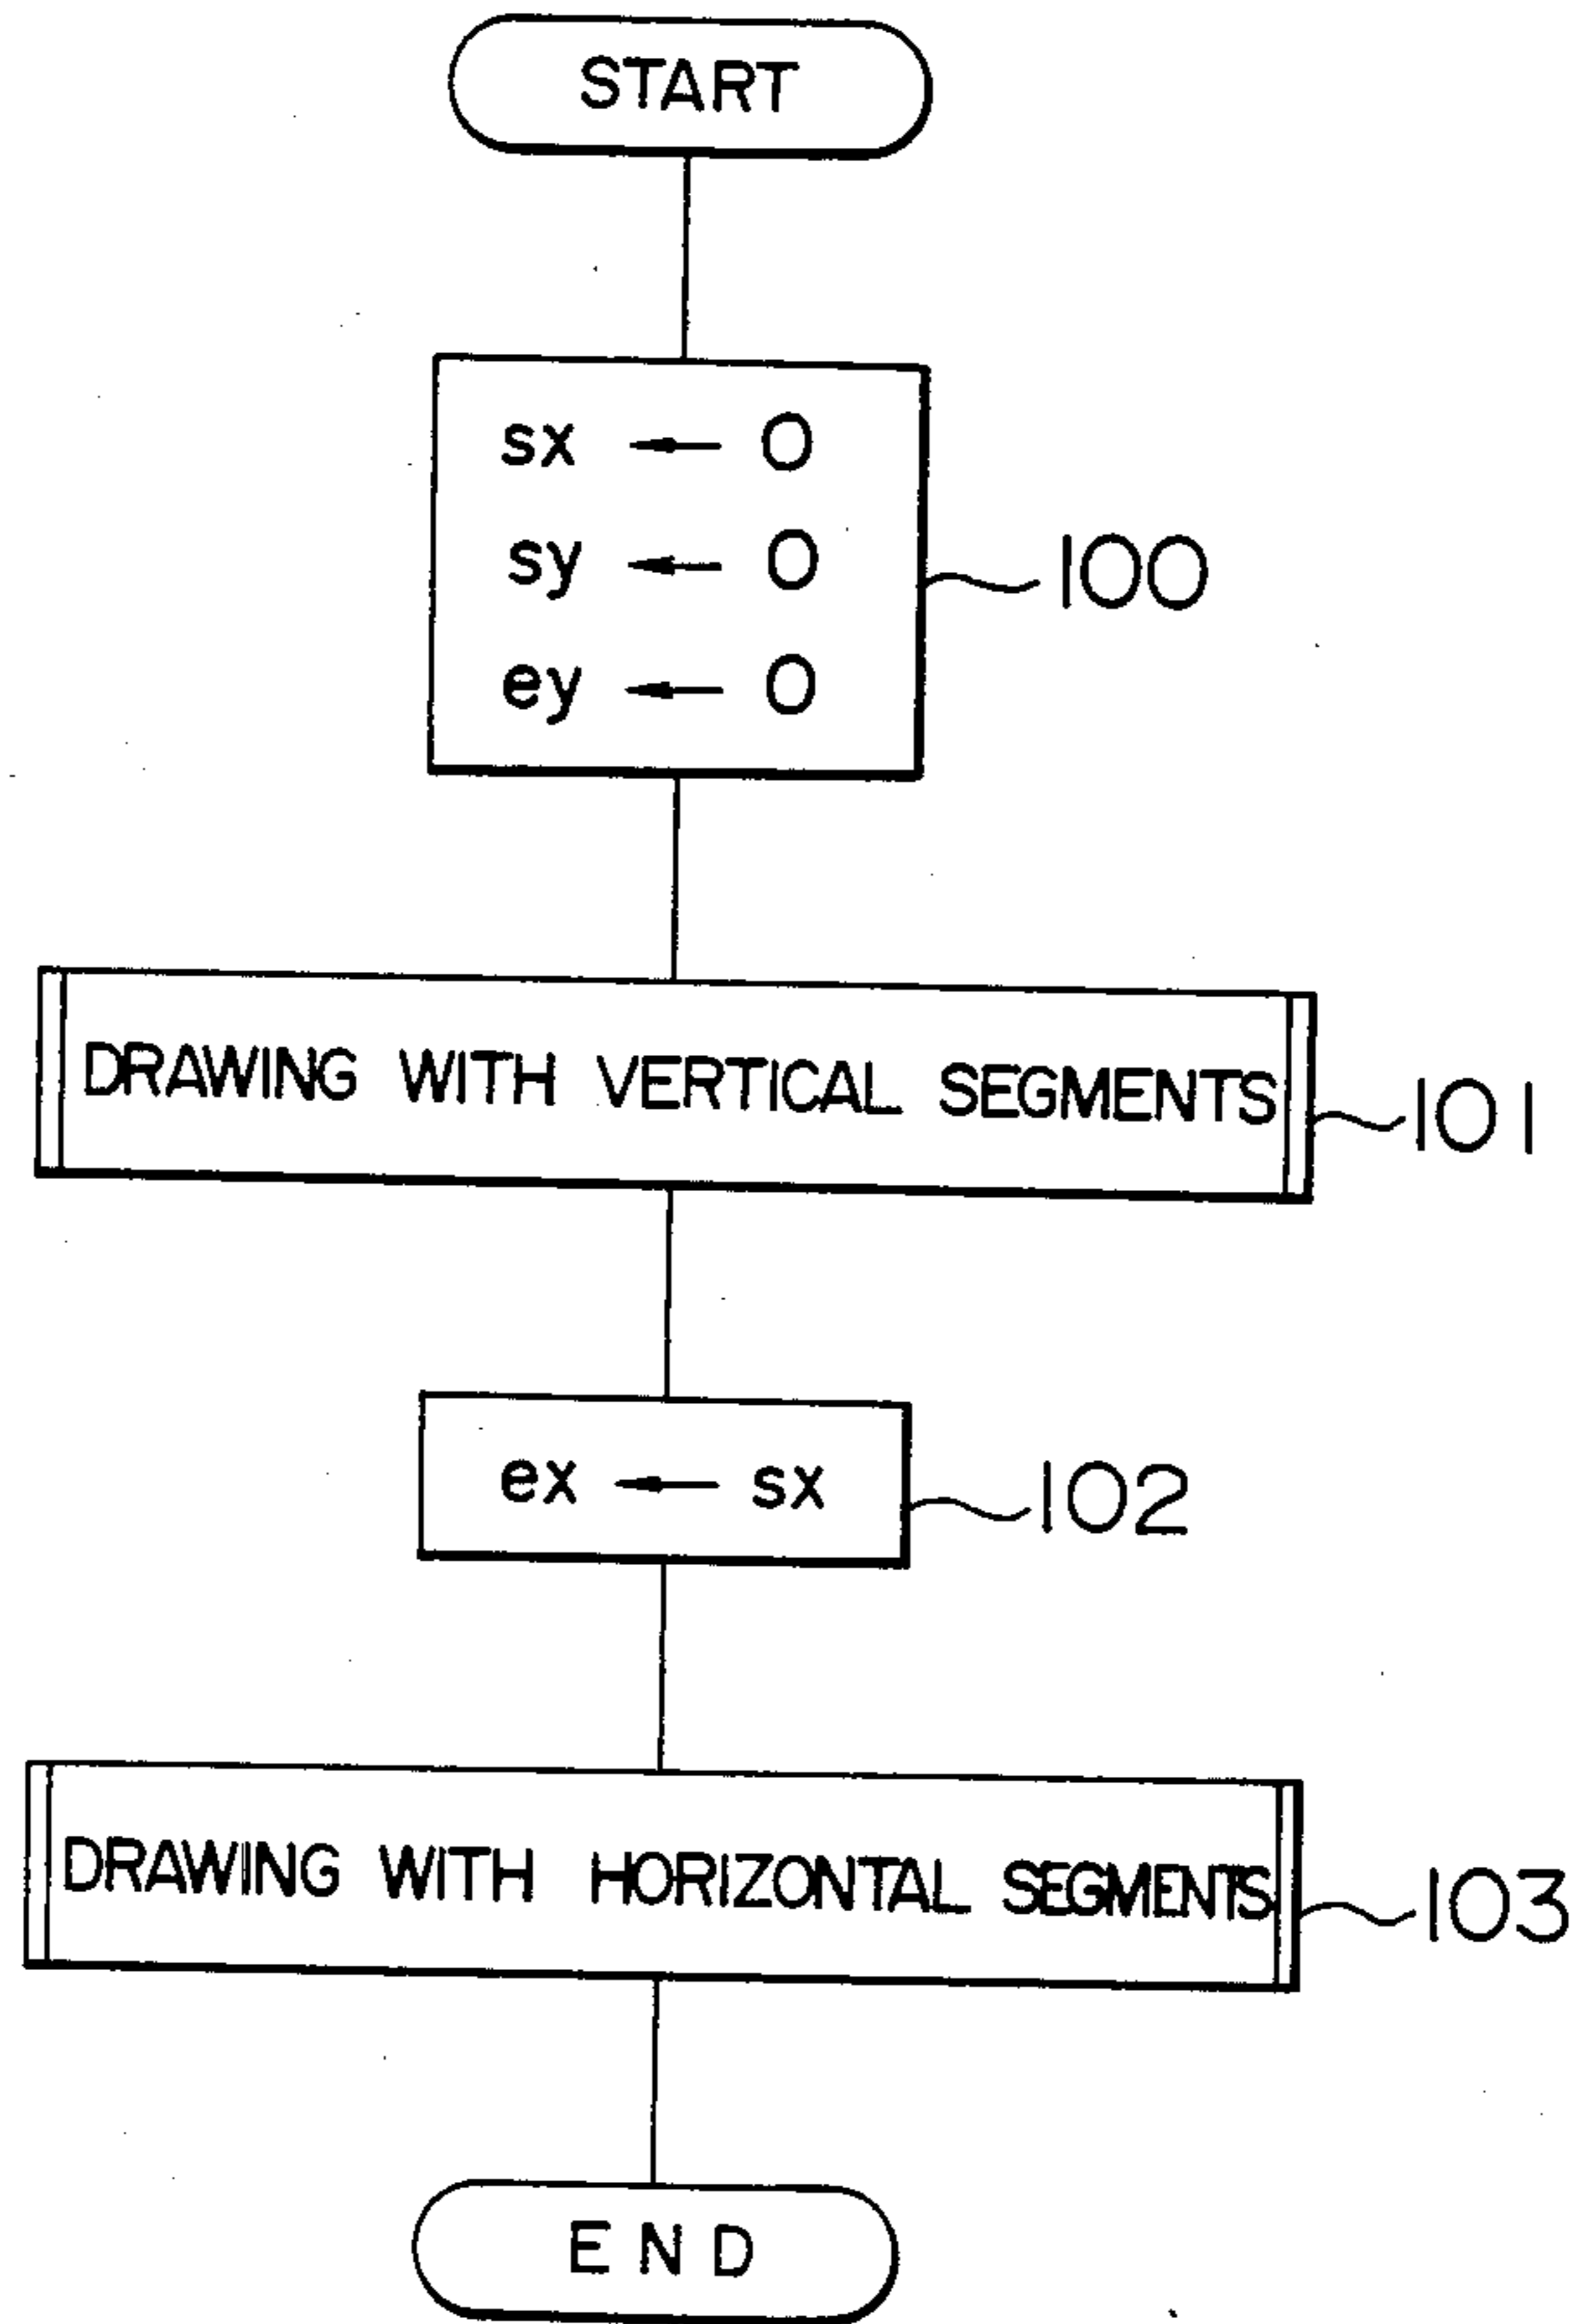 START
sx ← 0
sy ← 0
ey ← 0
100
DRAWING WITH VERTICAL SEGMENTS
101
ex ← sx
102
DRAWING WITH HORIZONTAL SEGMENTS
103
END